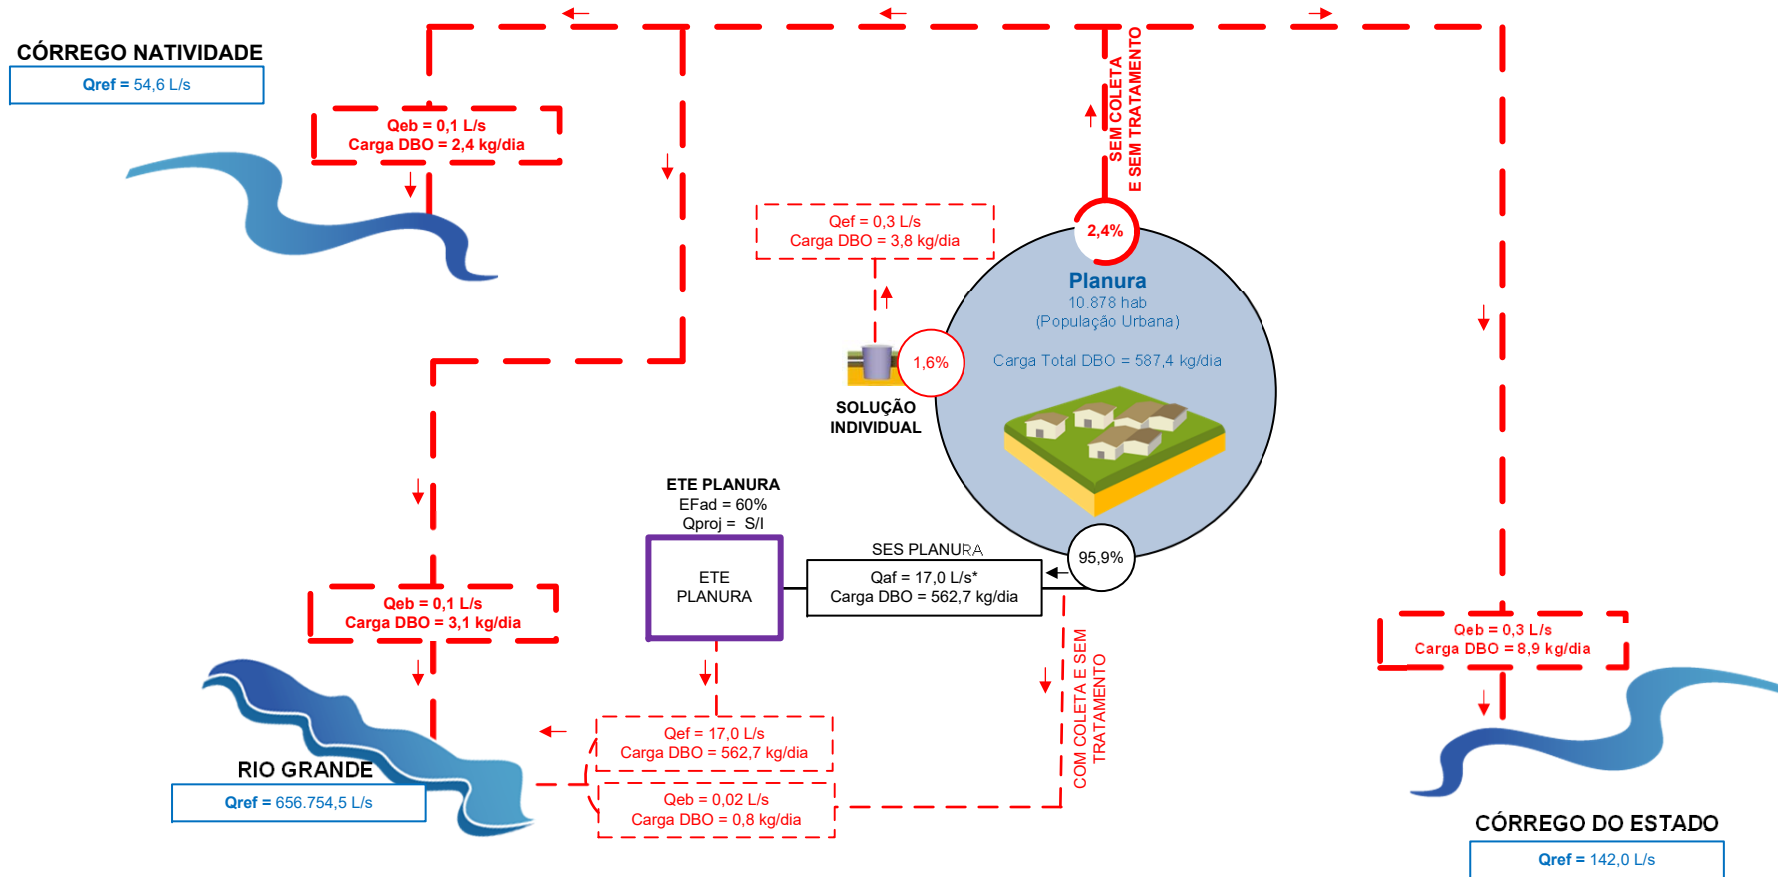 CÓRREGO NATIVIDADE
Qref = 54,6 L/s
Qeb = 0,1 L/s
Carga DBO = 2,4 kg/dia
SEM COLETA
E SEM TRATAMENTO
Qef = 0,3 L/s
Carga DBO = 3,8 kg/dia
2,4%
Planura
10.878 hab
(População Urbana)
Carga Total DBO = 587,4 kg/dia
1,6%
SOLUÇÃO
INDIVIDUAL
ETE PLANURA
EFad = 60%
Qproj = S/I
ETE
PLANURA
SES PLANURA
Qaf = 17,0 L/s*
Carga DBO = 562,7 kg/dia
95,9%
Qeb = 0,1 L/s
Carga DBO = 3,1 kg/dia
Qeb = 0,3 L/s
Carga DBO = 8,9 kg/dia
COM COLETA E SEM
TRATAMENTO
Qef = 17,0 L/s
Carga DBO = 562,7 kg/dia
RIO GRANDE
Qref = 656.754,5 L/s
Qeb = 0,02 L/s
Carga DBO = 0,8 kg/dia
CÓRREGO DO ESTADO
Qref = 142,0 L/s